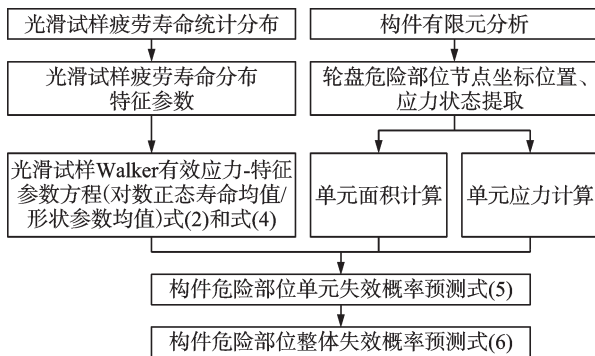 光滑试样疲劳寿命统计分布
构件有限元分析
光滑试样疲劳寿命分布
特征参数
轮盘危险部位节点坐标位置、
应力状态提取
光滑试样Walker有效应力-特征
参数方程(对数正态寿命均值/
形状参数均值)式(2)和式(4)
单元面积计算
单元应力计算
构件危险部位单元失效概率预测式(5)
构件危险部位整体失效概率预测式(6)